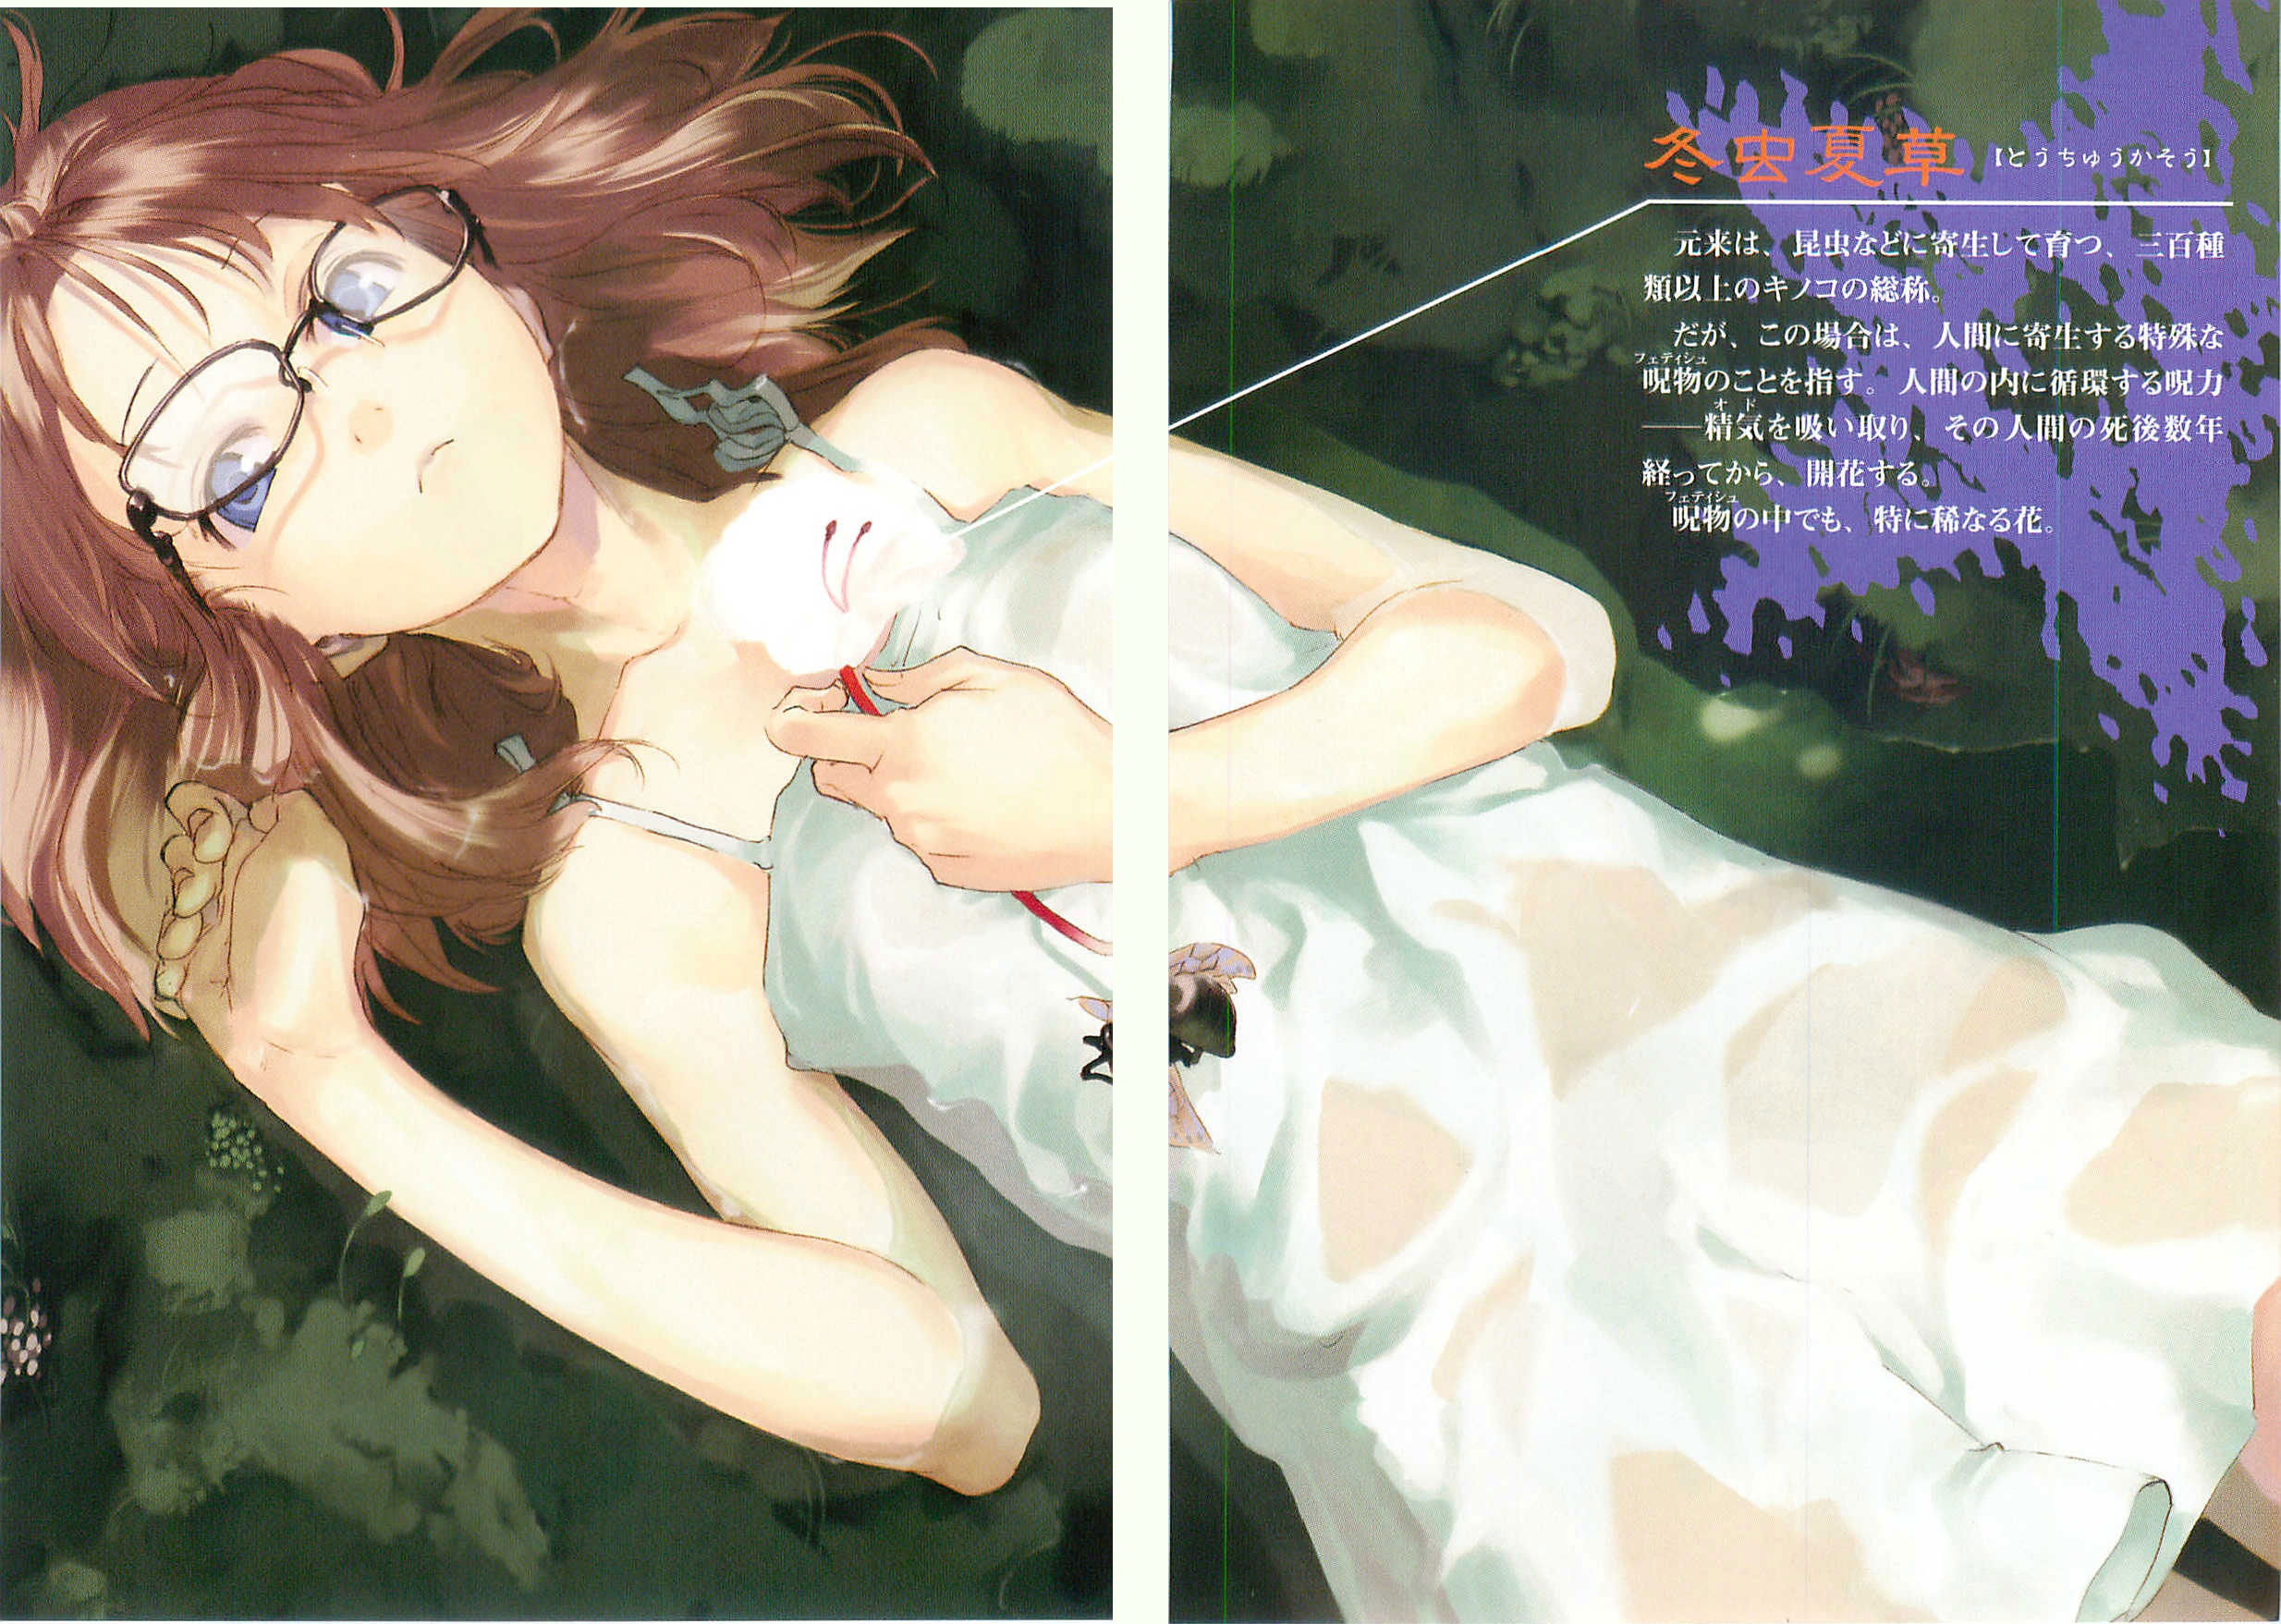 冬虫夏草【とうちゅうかそう】
元来は、昆虫などに寄生して育つ、三百種
類以上のキノコの総称。
だが、この場合は、人間に寄生する特殊な
フェティシュ
呪物のことを指す。人間の内に循環する呪力
オド
――精気を吸い取り、その人間の死後数年
経ってから、開花する。
フェティシュ
呪物の中でも、特に稀なる花。